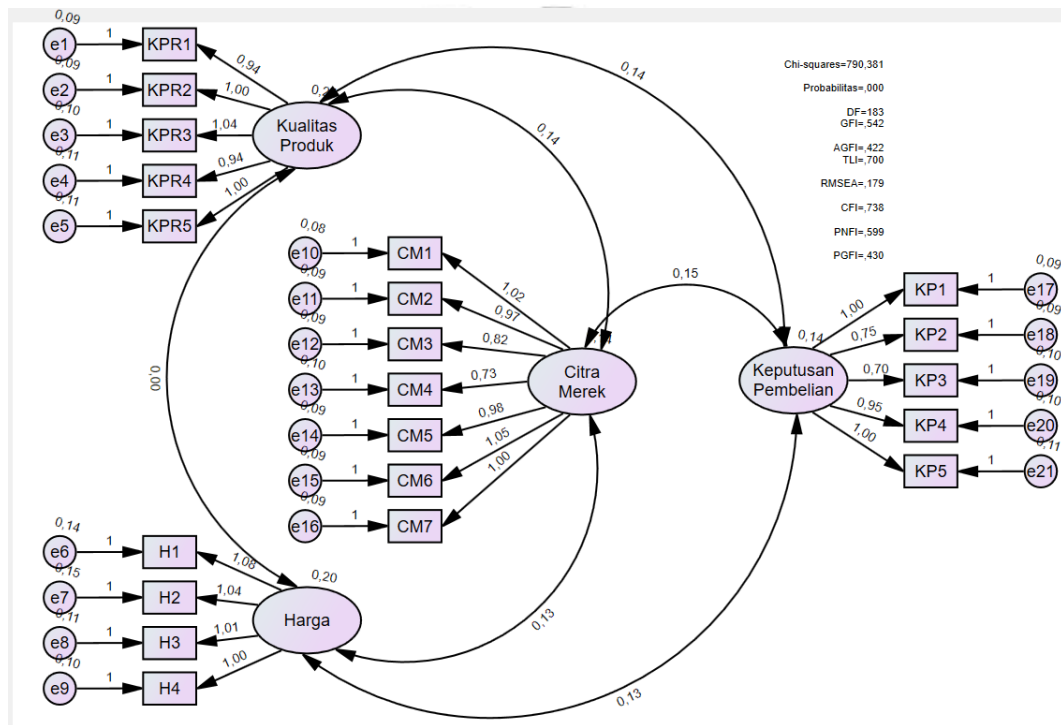 0,09
e1
1
KPR1
0,94
0,09
e2
1
KPR2
1,00
0,10
e3
1
KPR3
1,04
0,11
e4
1
KPR4
0,94
0,11
e5
1
KPR5
1,00
Kualitas
Produk
0,14
0,14
Chi-squares=790,381
Probabilitas=,000
DF=183
GFI=,542
AGFI=,422
TLI=,700
RMSEA=,179
CFI=,738
PNFI=,599
PGFI=,430
0,08
e10
1
CM1
1,02
0,09
e11
1
CM2
0,97
0,09
e12
1
CM3
0,82
0,10
e13
1
CM4
0,73
0,09
e14
1
CM5
0,98
0,09
e15
1
CM6
1,05
0,09
e16
1
CM7
1,00
Citra
Merek
0,15
0,14
Keputusan
Pembelian
0,09
KP1
1
e17
1,00
0,09
KP2
1
e18
0,75
0,10
KP3
1
e19
0,70
0,10
KP4
1
e20
0,95
0,11
KP5
1
e21
1,00
0,00
0,14
e6
1
H1
1,08
0,15
e7
1
H2
1,04
0,11
e8
1
H3
1,01
0,10
e9
1
H4
1,00
0,20
Harga
0,13
0,13